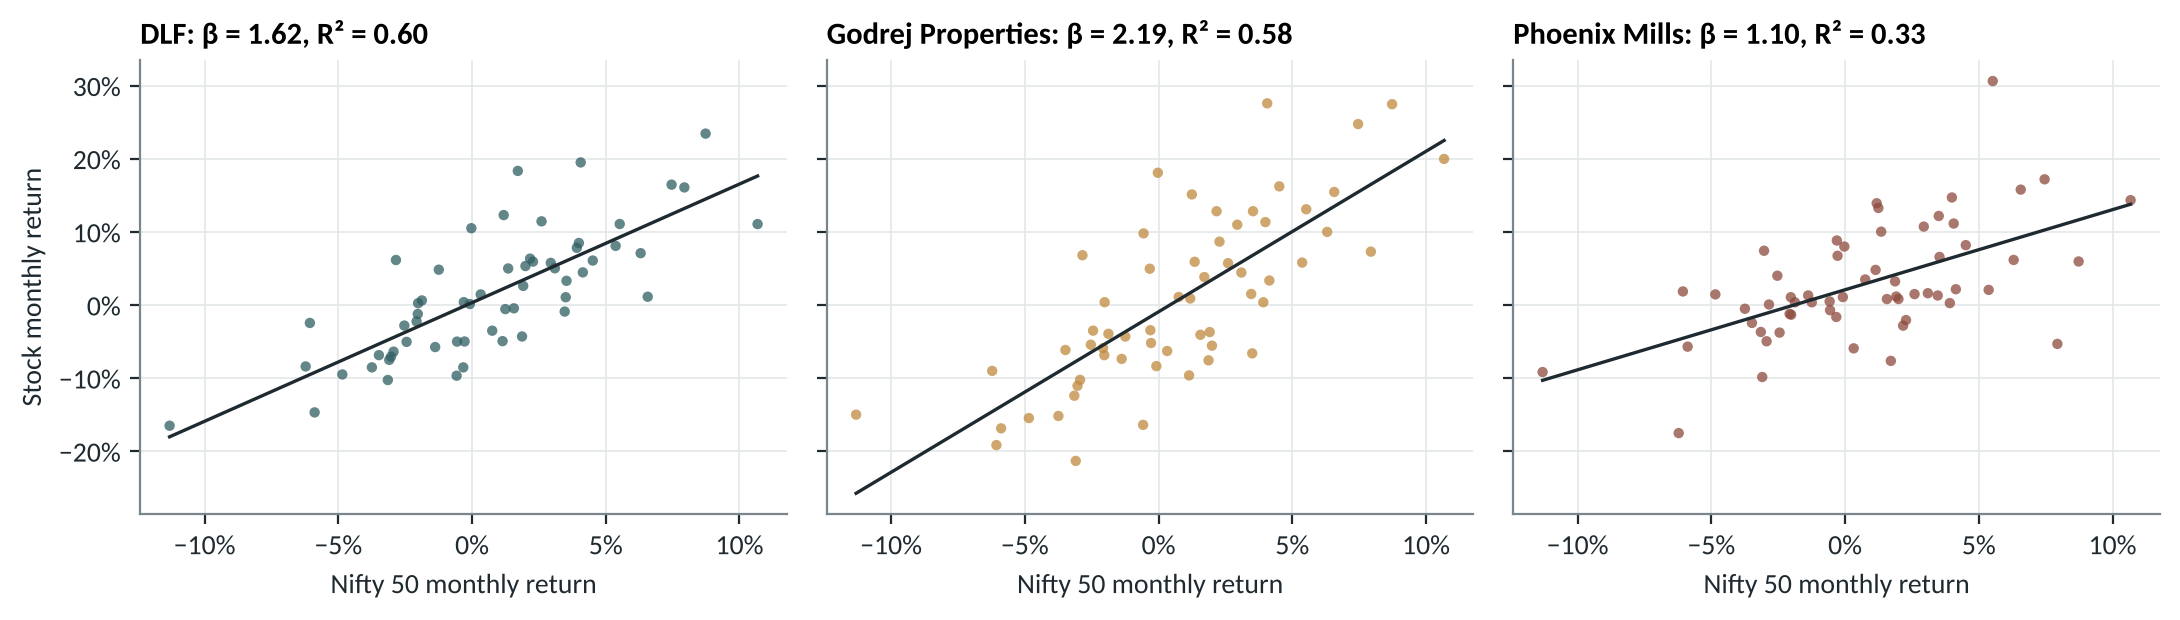 DLF: β = 1.62, R² = 0.60
Godrej Properties: β = 2.19, R² = 0.58
Phoenix Mills: β = 1.10, R² = 0.33
Stock monthly return
30%
20%
10%
0%
−10%
−20%
−10% −5% 0% 5% 10%
Nifty 50 monthly return
−10% −5% 0% 5% 10%
Nifty 50 monthly return
−10% −5% 0% 5% 10%
Nifty 50 monthly return